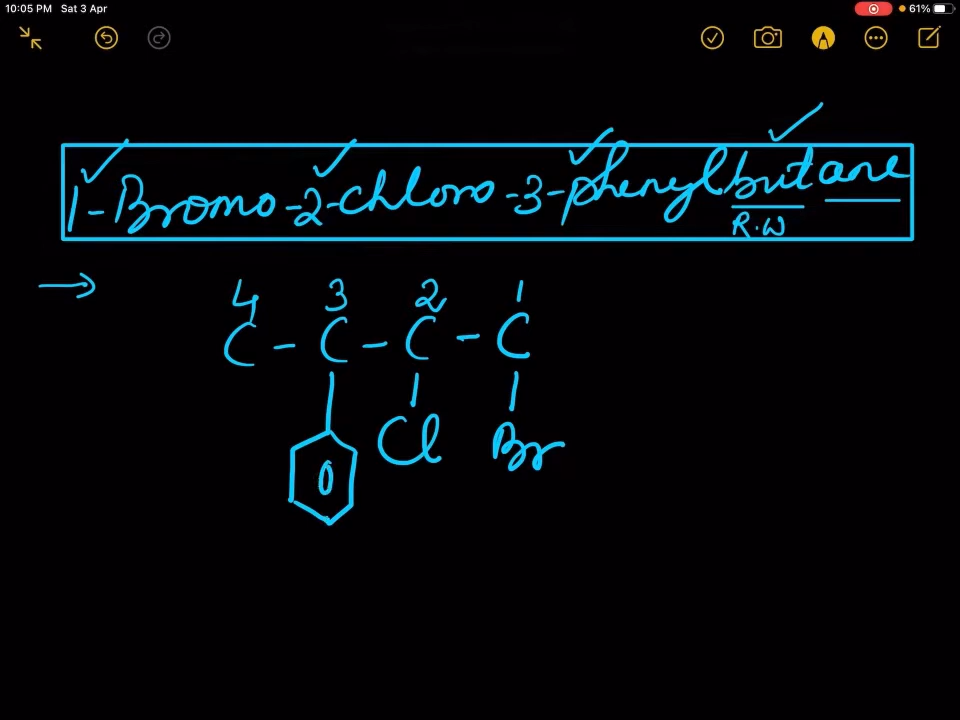 10:05 PM Sat 3 Apr 61%
1-Bromo-2-chloro-3-phenylbutane
R.W
4 3 2 1
C - C - C - C
Cl Br